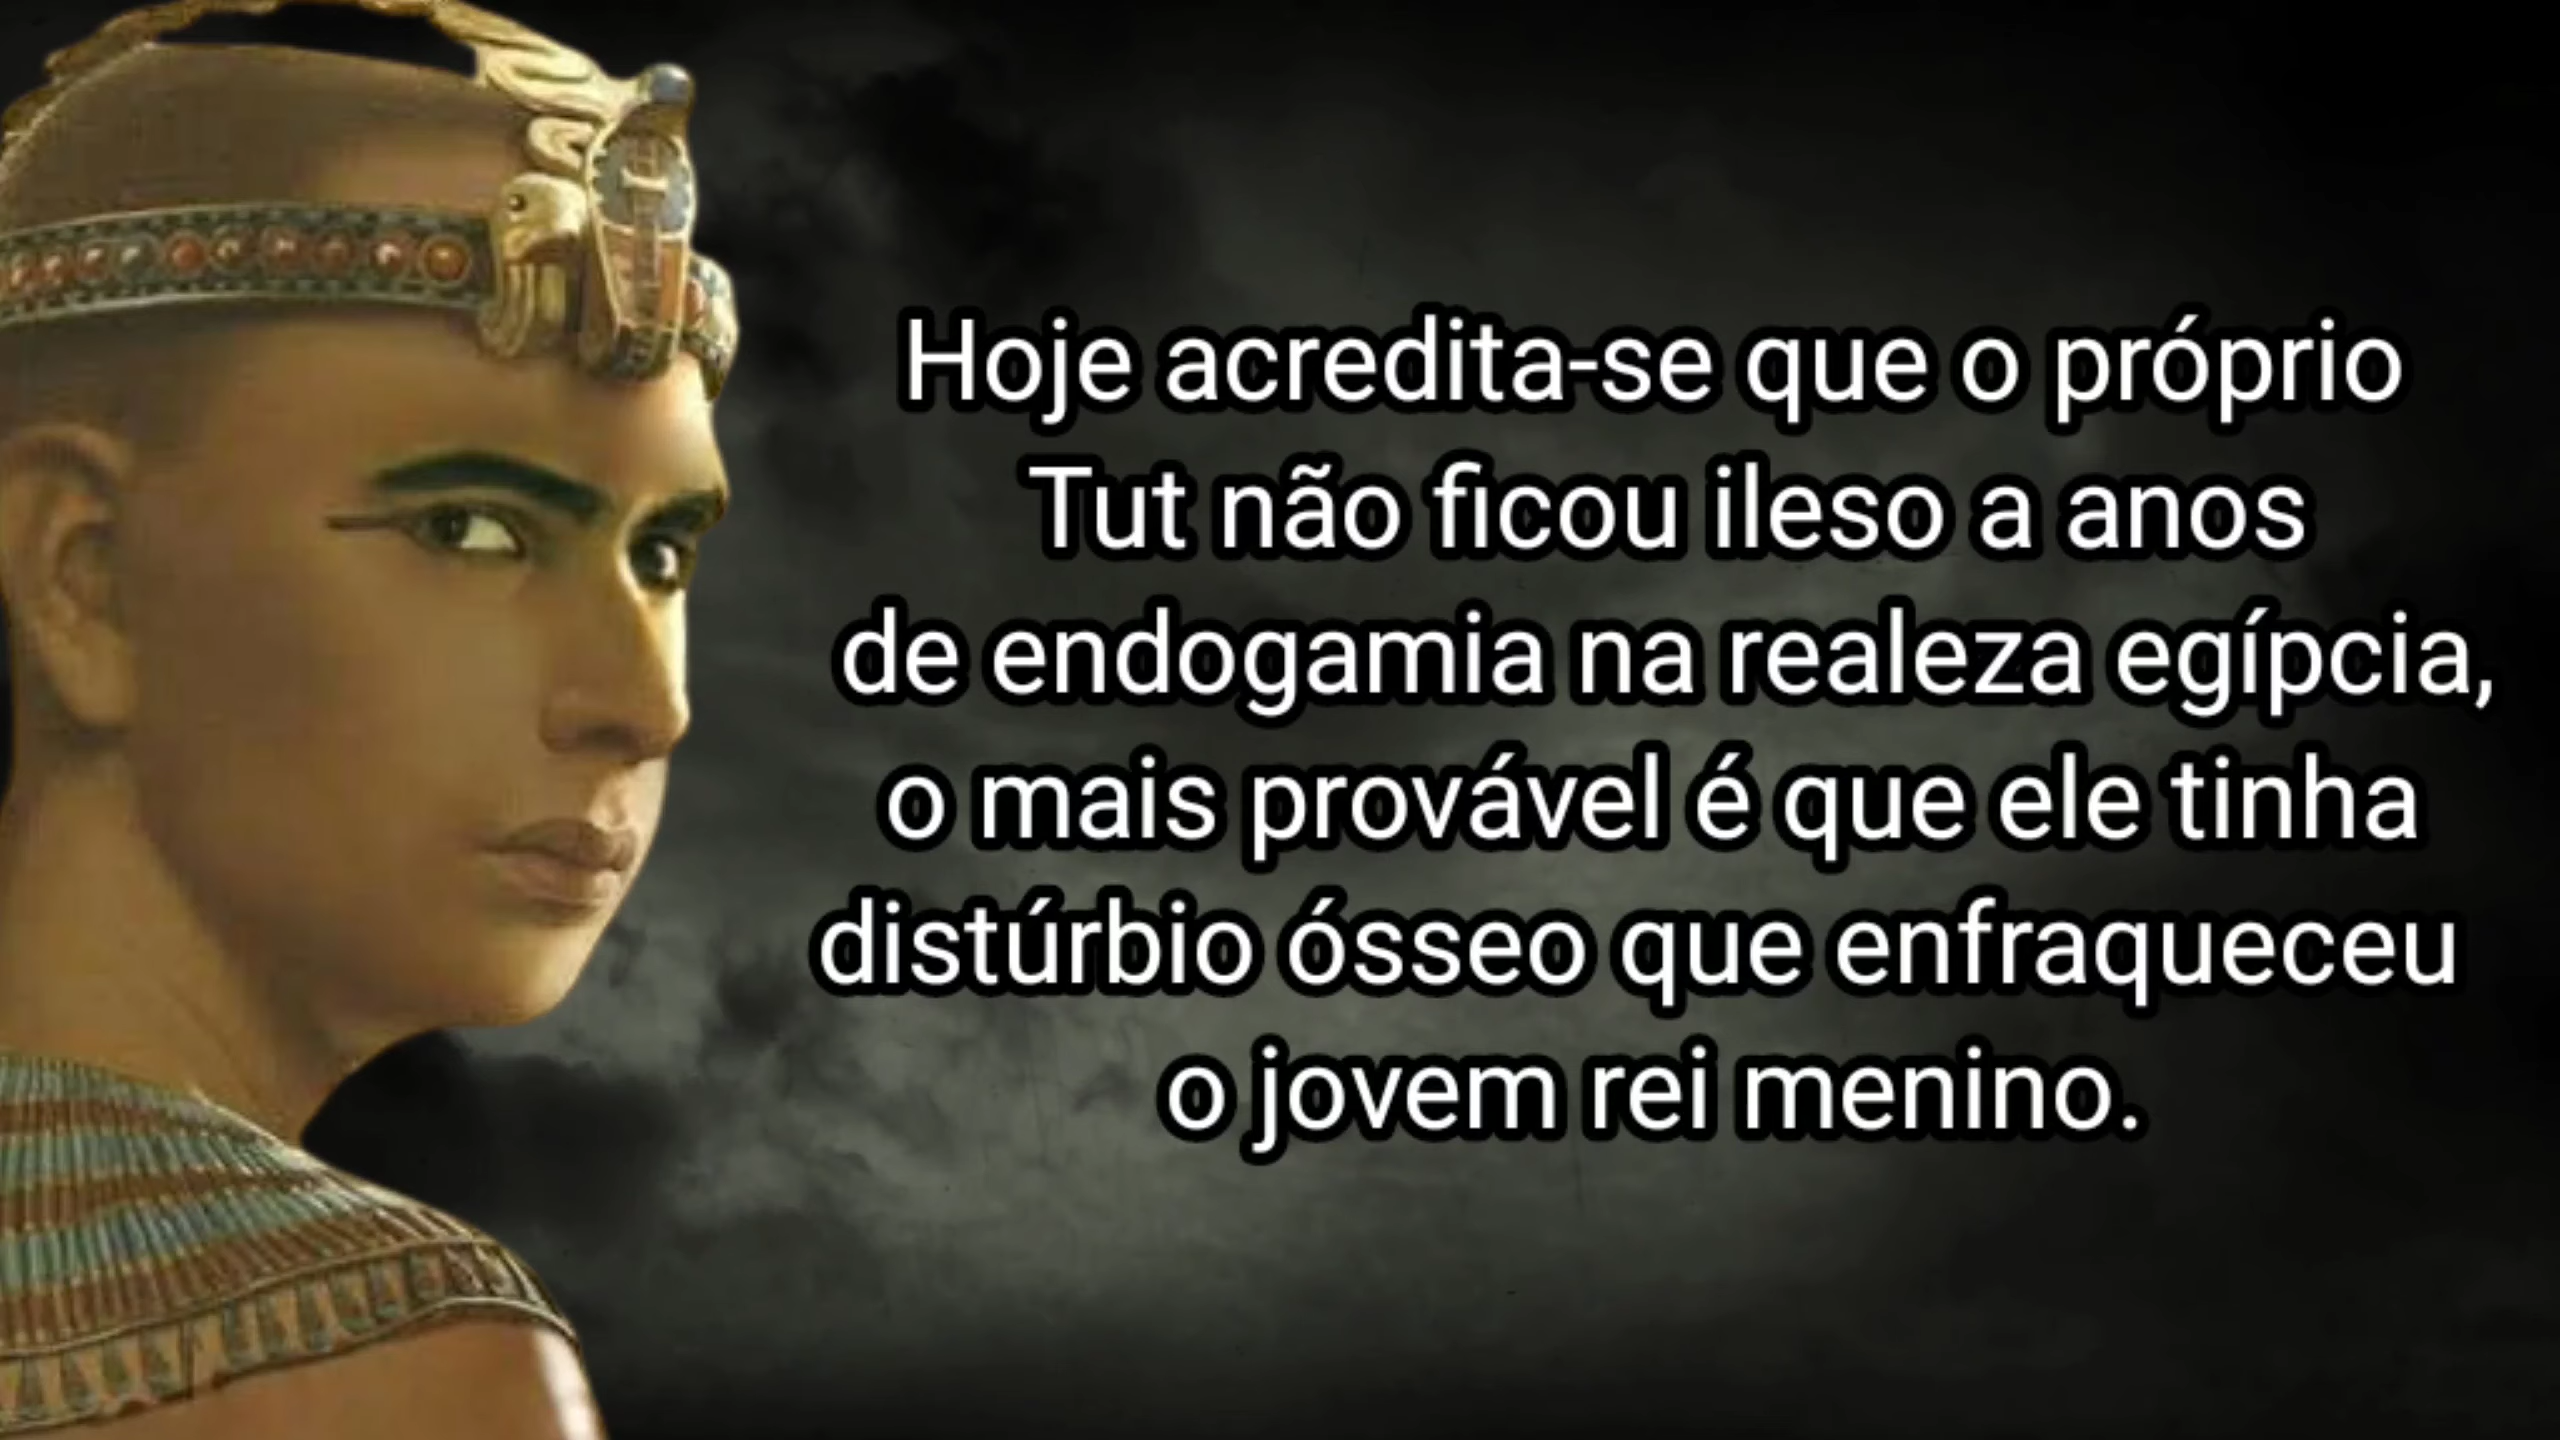 Hoje acredita-se que o próprio
Tut não ficou ileso a anos
de endogamia na realeza egípcia,
o mais provável é que ele tinha
distúrbio ósseo que enfraqueceu
o jovem rei menino.